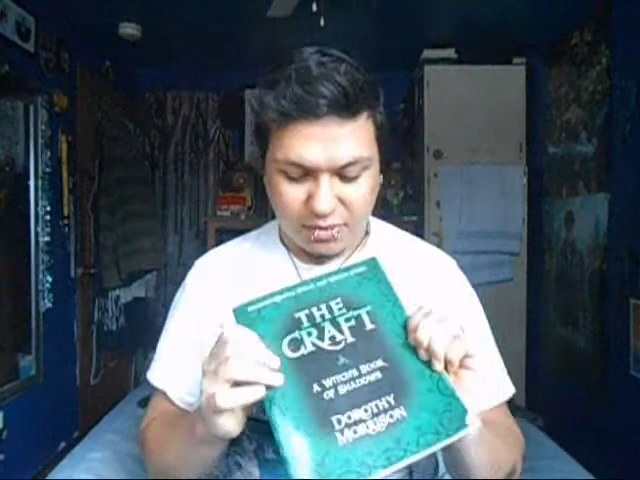 THE
CRAFT
A WITCH'S BOOK
OF SHADOWS
DOROTHY
MORRISON